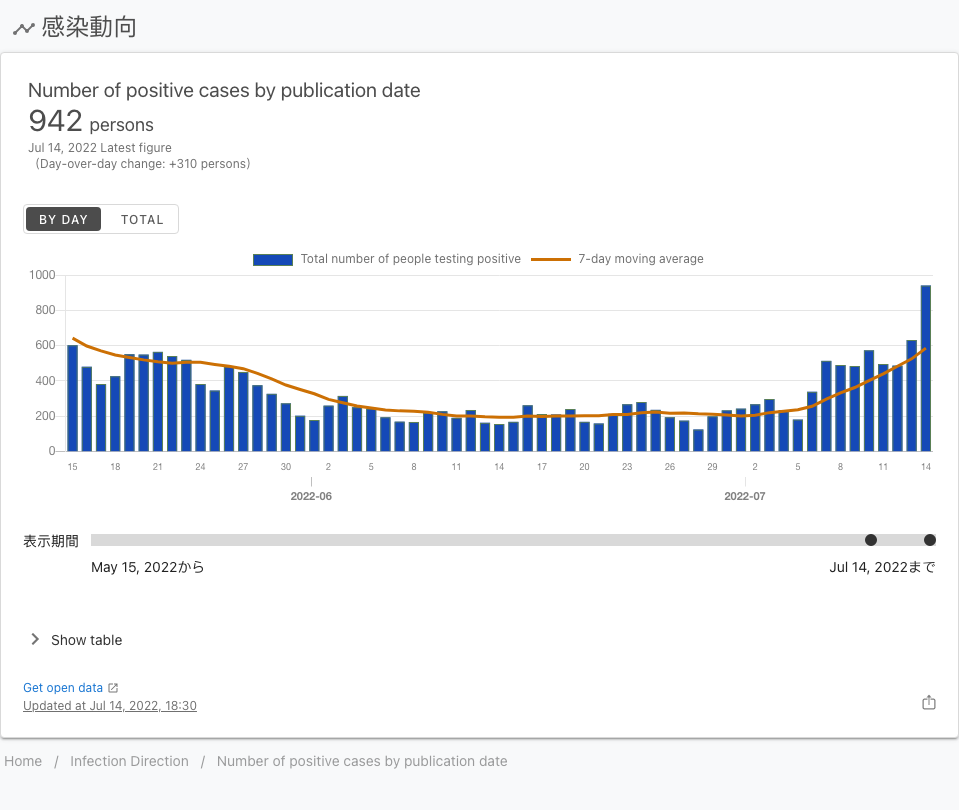 感染動向
Number of positive cases by publication date
942 persons
Jul 14, 2022 Latest figure
(Day-over-day change: +310 persons)
BY DAY TOTAL
Total number of people testing positive 7-day moving average
1000
800
600
400
200
0
15 18 21 24 27 30 2 5 8 11 14 17 20 23 26 29 2 5 8 11 14
2022-06 2022-07
表示期間
May 15, 2022から Jul 14, 2022まで
Show table
Get open data
Updated at Jul 14, 2022, 18:30
Home / Infection Direction / Number of positive cases by publication date